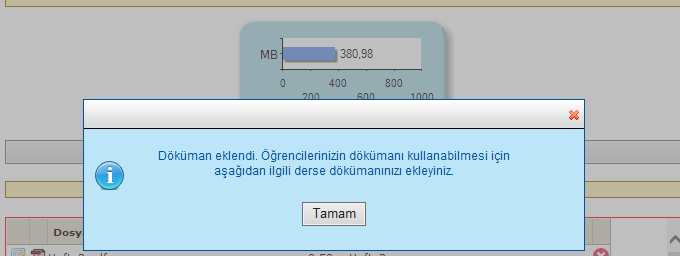 MB 380,98
0 400 800
200 600 1000
Döküman eklendi. Öğrencilerinizin dökümanı kullanabilmesi için
aşağıdan ilgili derse dökümanınızı ekleyiniz.
Tamam